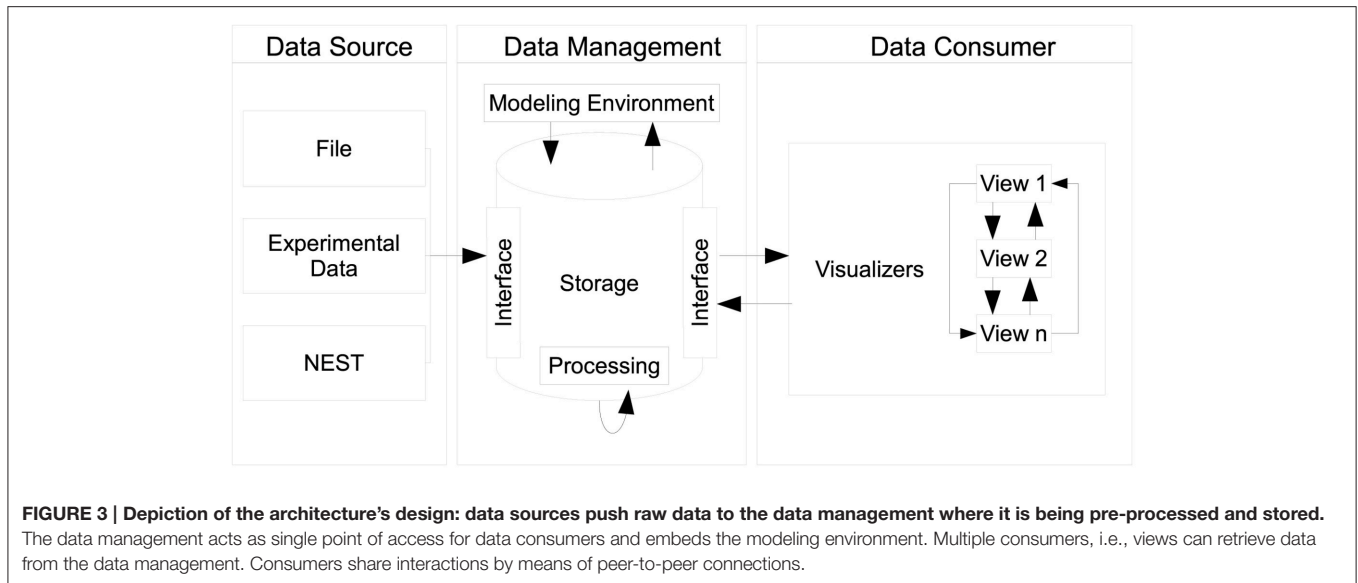 Data Source
Data Management
Data Consumer
File
Experimental
Data
NEST
Modeling Environment
Interface
Storage
Interface
Processing
Visualizers
View 1
View 2
View n
FIGURE 3 | Depiction of the architecture's design: data sources push raw data to the data management where it is being pre-processed and stored.
The data management acts as single point of access for data consumers and embeds the modeling environment. Multiple consumers, i.e., views can retrieve data
from the data management. Consumers share interactions by means of peer-to-peer connections.